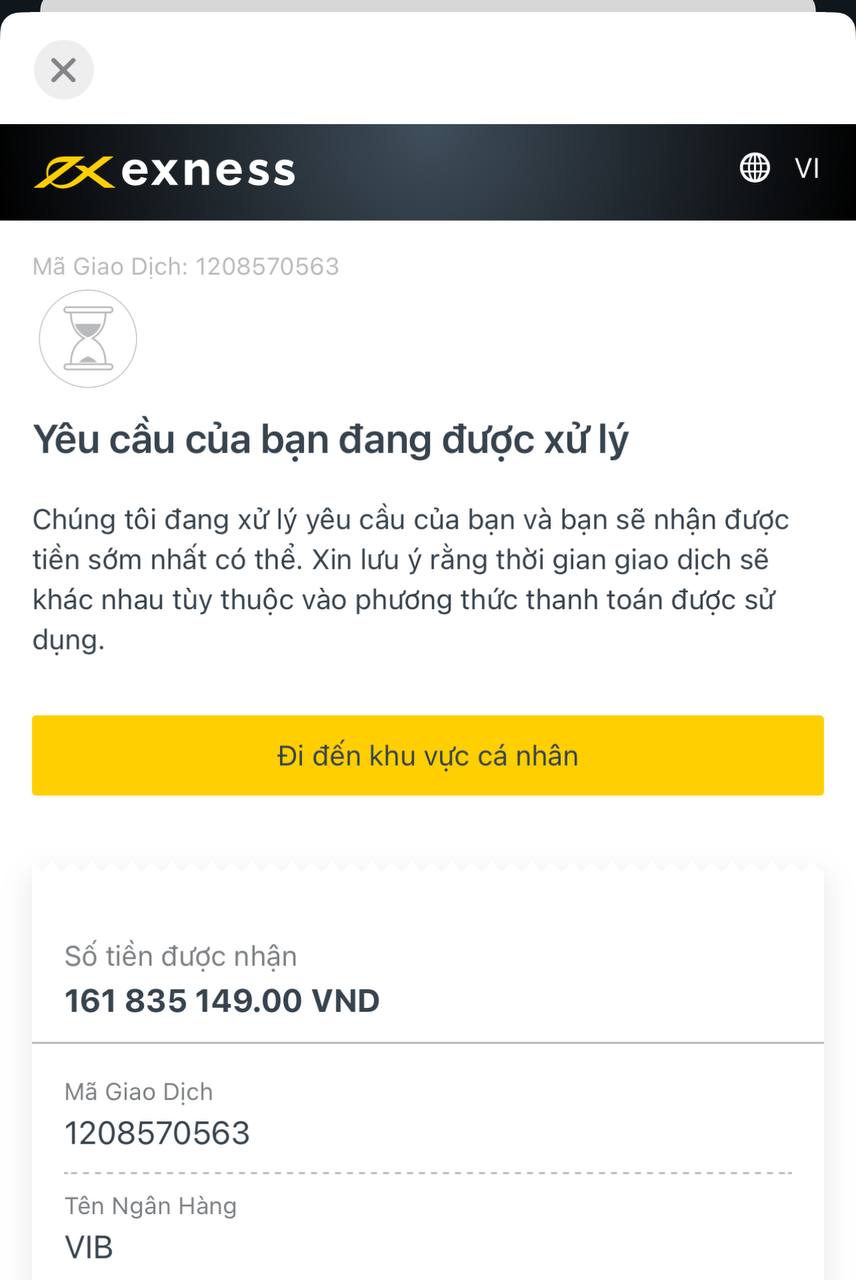 exness
VI
Mã Giao Dịch: 1208570563
Yêu cầu của bạn đang được xử lý
Chúng tôi đang xử lý yêu cầu của bạn và bạn sẽ nhận được
tiền sớm nhất có thể. Xin lưu ý rằng thời gian giao dịch sẽ
khác nhau tùy thuộc vào phương thức thanh toán được sử
dụng.
Đi đến khu vực cá nhân
Số tiền được nhận
161 835 149.00 VND
Mã Giao Dịch
1208570563
Tên Ngân Hàng
VIB